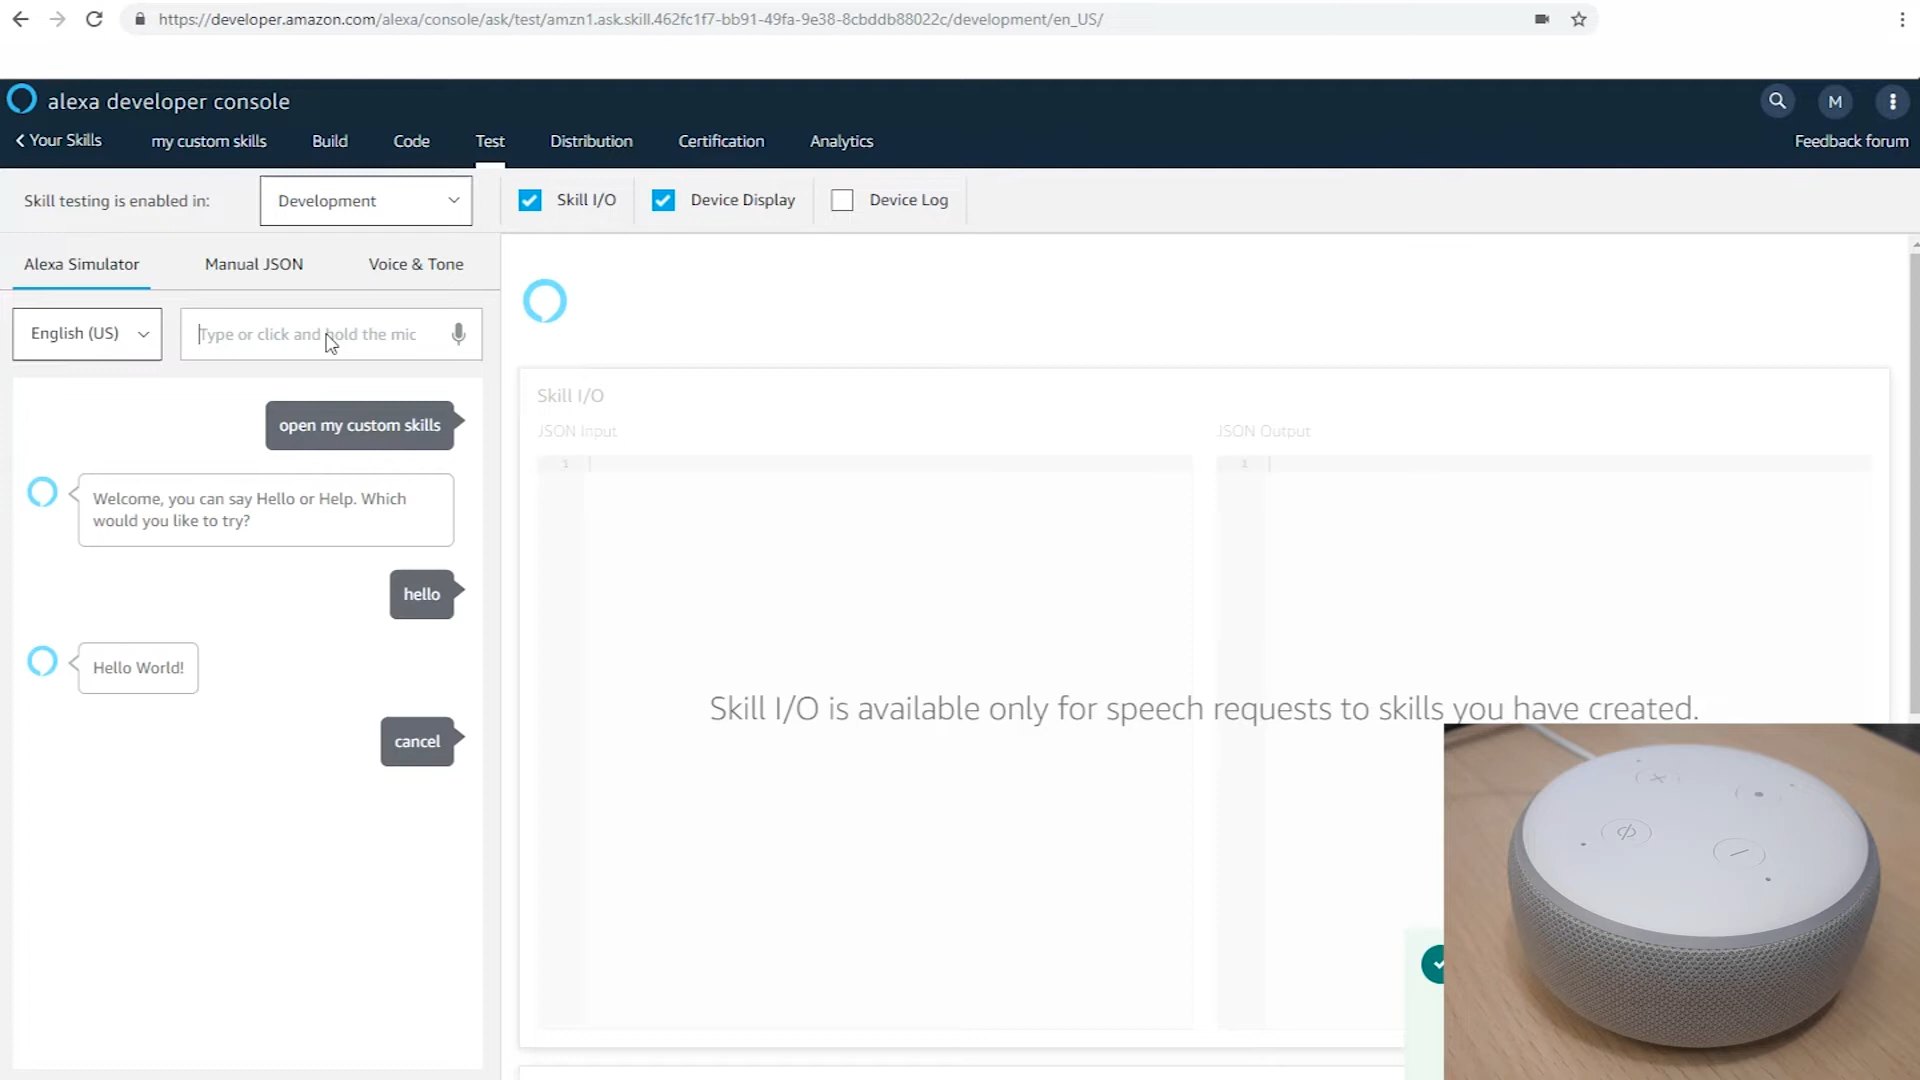 https://developer.amazon.com/alexa/console/ask/test/amzn1.ask.skill.462fc1f7-bb91-49fa-9e38-8cbddb88022c/development/en_US/
alexa developer console
M
Your Skills
my custom skills
Build
Code
Test
Distribution
Certification
Analytics
Feedback forum
Skill testing is enabled in:
Development
Skill I/O
Device Display
Device Log
Alexa Simulator
Manual JSON
Voice & Tone
English (US)
Type or click and hold the mic
open my custom skills
Welcome, you can say Hello or Help. Which
would you like to try?
hello
Hello World!
cancel
Skill I/O
JSON Input
JSON Output
1
1
Skill I/O is available only for speech requests to skills you have created.